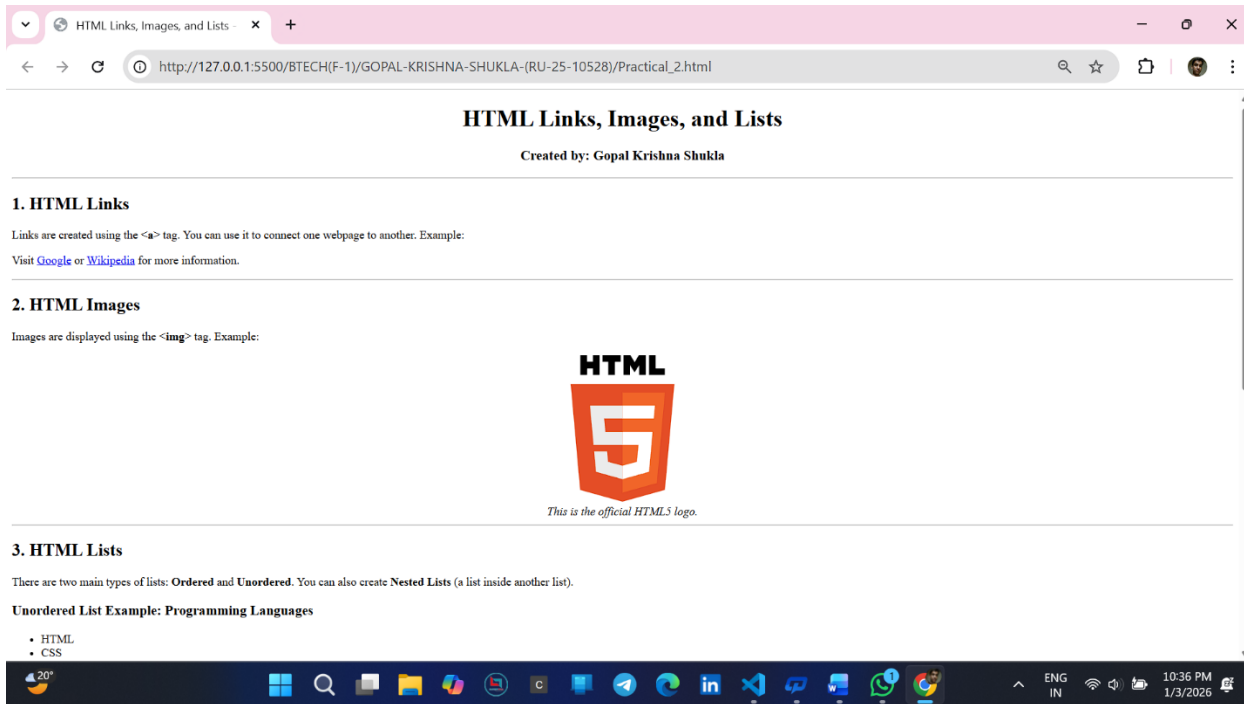 HTML Links, Images, and Lists -
http://127.0.0.1:5500/BTECH(F-1)/GOPAL-KRISHNA-SHUKLA-(RU-25-10528)/Practical_2.html
HTML Links, Images, and Lists
Created by: Gopal Krishna Shukla
1. HTML Links
Links are created using the <a> tag. You can use it to connect one webpage to another. Example:
Visit Google or Wikipedia for more information.
2. HTML Images
Images are displayed using the <img> tag. Example:
HTML
5
This is the official HTML5 logo.
3. HTML Lists
There are two main types of lists: Ordered and Unordered. You can also create Nested Lists (a list inside another list).
Unordered List Example: Programming Languages
• HTML
• CSS
20°
C
in
W
1
ENG
IN
10:36 PM
1/3/2026